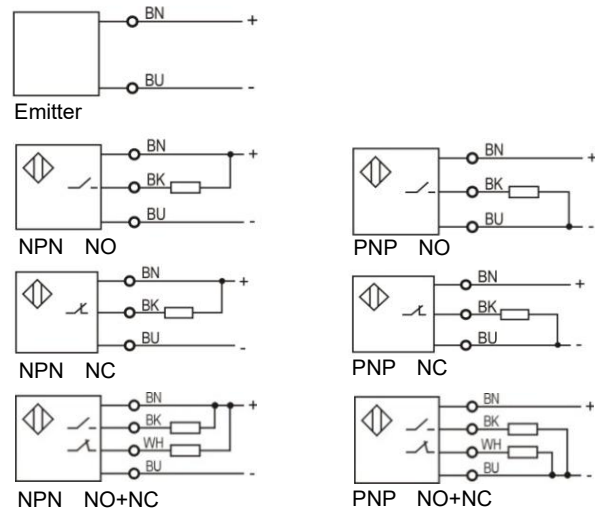 BN +
BU -
Emitter
BN +
BK
BU -
NPN NO
BN +
BK
BU -
PNP NO
BN +
BK
BU -
NPN NC
BN +
BK
BU -
PNP NC
BN +
BK
WH
BU -
NPN NO+NC
BN +
BK
WH
BU -
PNP NO+NC